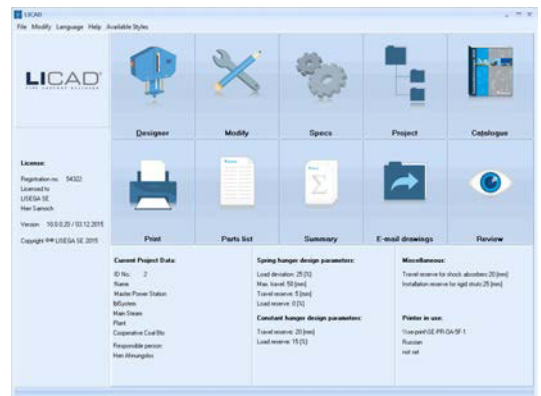 LICAD
File Modify Language Help Available Styles
LICAD
Designer
Modify
Specs
Project
Catalogue
License:
Registration no. 54322
Licensed to
LISEGA SE
Herr Sarnoch
Version 10.0.0.20 / 03.12.2015
Copyright LISEGA SE 2015
Print
Parts list
Summary
E-mail drawings
Review
Current Project Data:
ID No. 2
Name
Master Power Station
System
Main Steam
Plant
Cooperative Coal
Responsible person:
Herr Ahnungslos
Spring hanger design parameters:
Load deviation: 25 [%]
Max. travel: 50 [mm]
Travel reserve: 5 [mm]
Load reserve: 0 [%]
Constant hanger design parameters:
Travel reserve: 20 [mm]
Load reserve: 15 [%]
Miscellaneous:
Travel reserve for shock absorbers: 20 [mm]
Installation reserve for rigid struts: 25 [mm]
Printer in use:
Russian
not set